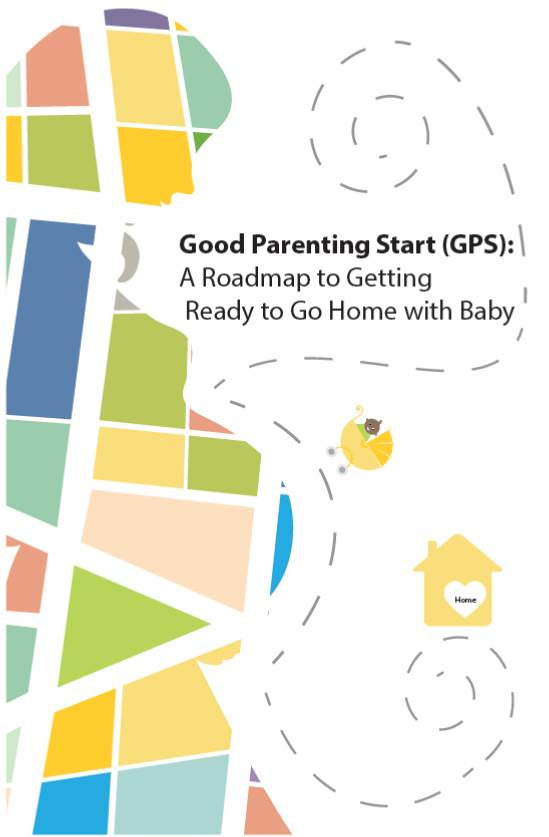 Good Parenting Start (GPS):
A Roadmap to Getting
Ready to Go Home with Baby
Home